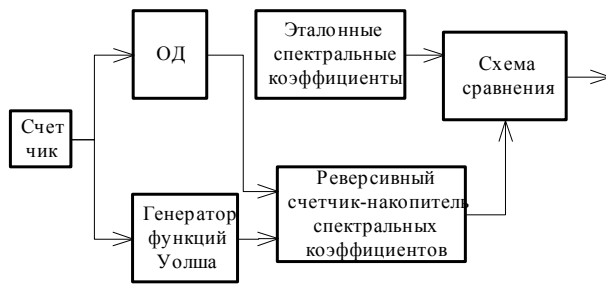 ОД
Эталонные
спектральные
коэффициенты
Схема
сравнения
Счет
чик
Генератор
функций
Уолша
Реверсивный
счетчик-накопитель
спектральных
коэффициентов